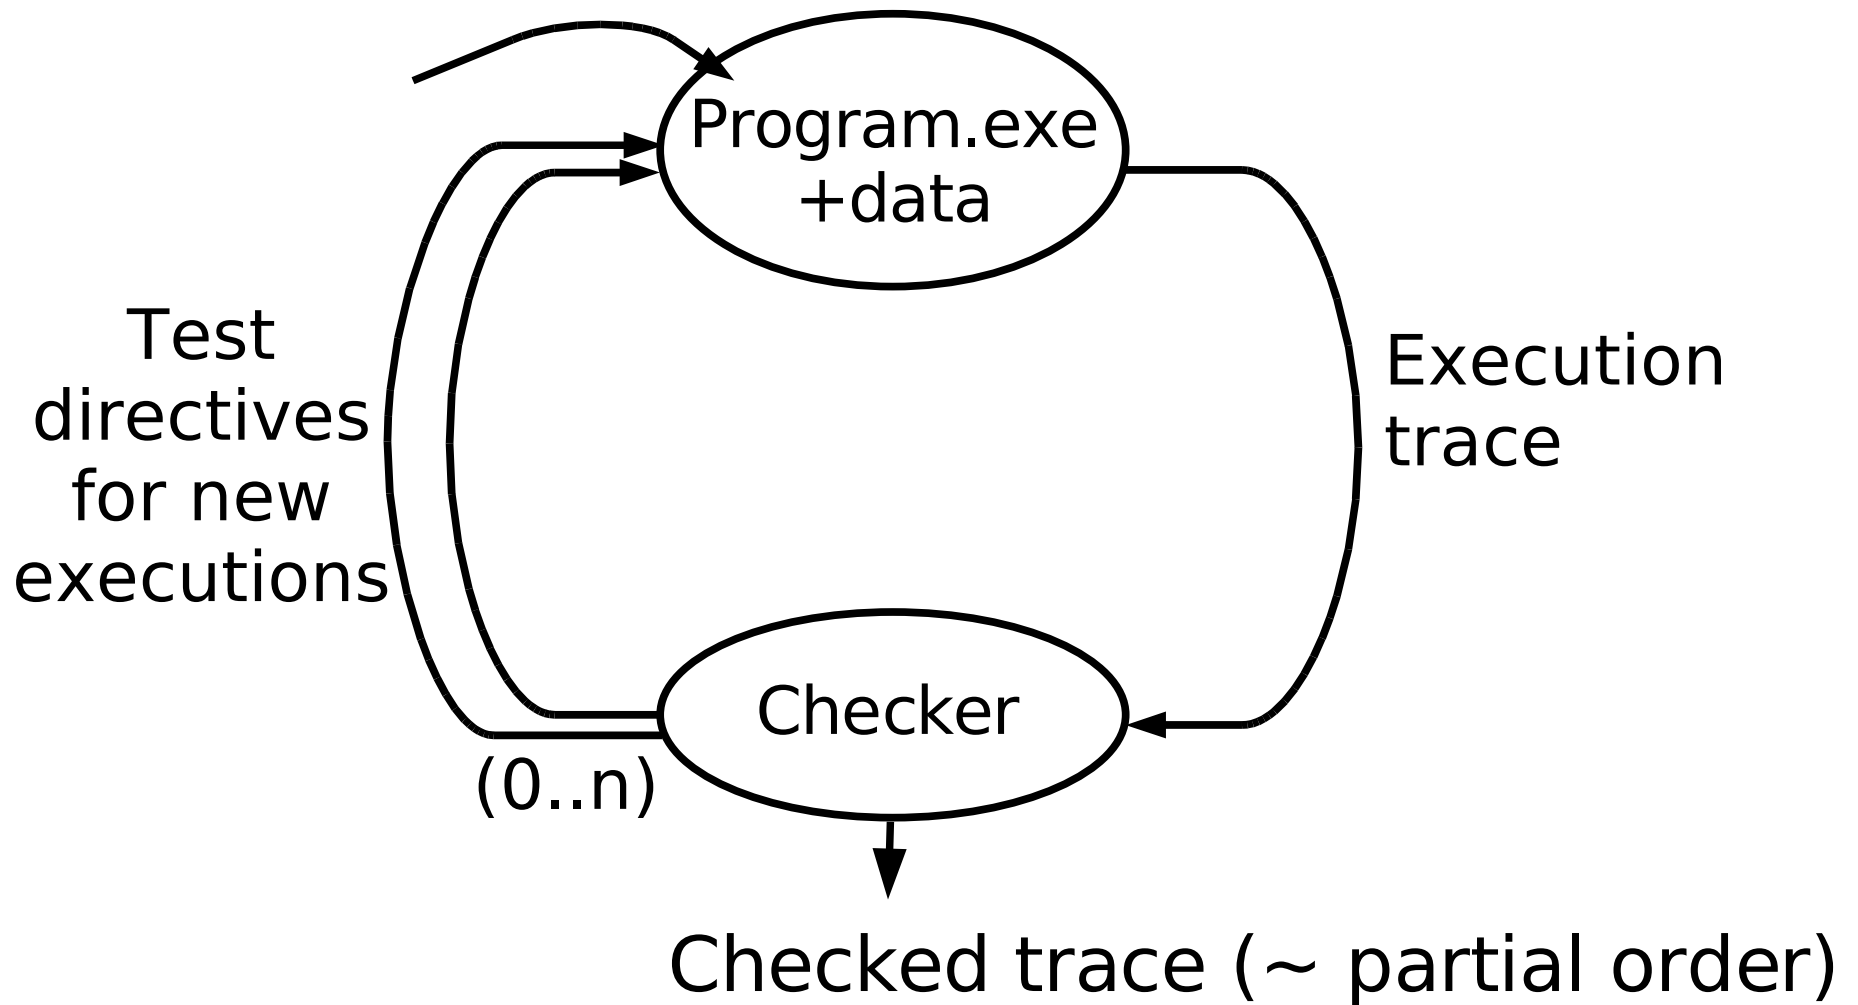 Program.exe
+data
Test
directives
for new
executions
Execution
trace
Checker
(0..n)
Checked trace (~ partial order)